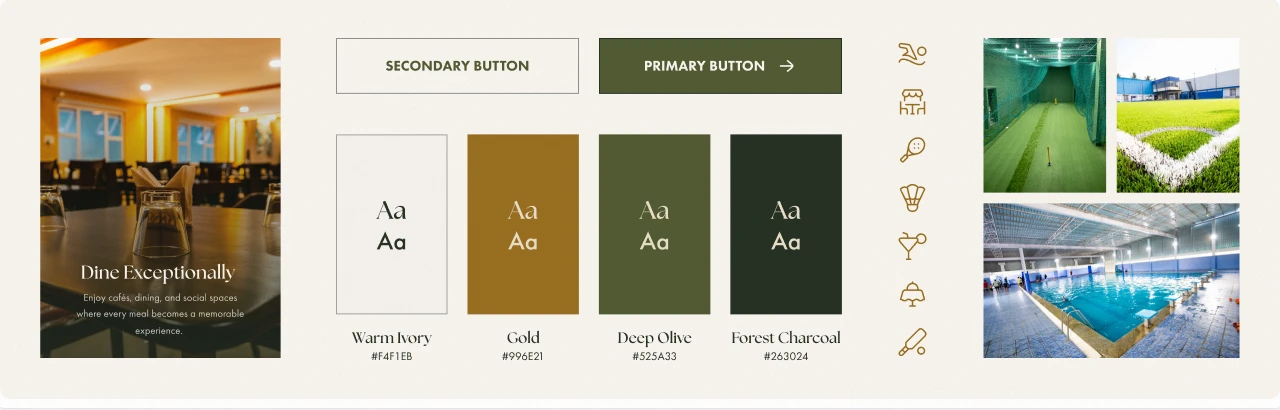 SECONDARY BUTTON
PRIMARY BUTTON
Aa
Aa
Aa
Aa
Aa
Aa
Aa
Aa
Dine Exceptionally
Enjoy cafés, dining, and social spaces
where every meal becomes a memorable
experience.
Warm Ivory
#F4F1EB
Gold
#996E21
Deep Olive
#525A33
Forest Charcoal
#263024